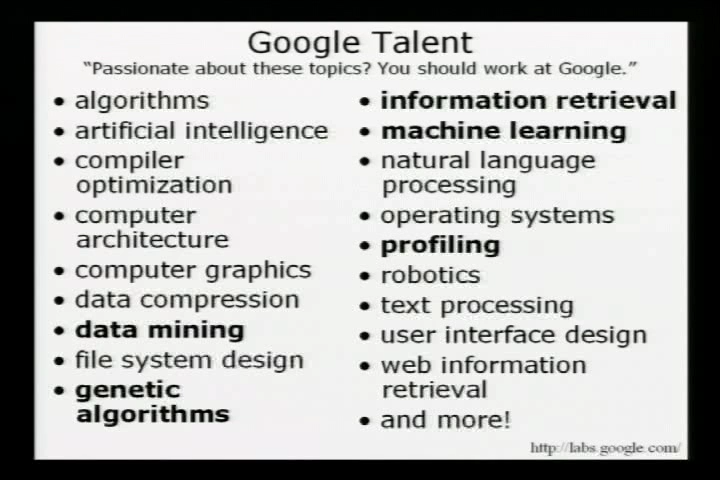 Google Talent
“Passionate about these topics? You should work at Google.”
• algorithms
• artificial intelligence
• compiler
optimization
• computer
architecture
• computer graphics
• data compression
• data mining
• file system design
• genetic
algorithms
• information retrieval
• machine learning
• natural language
processing
• operating systems
• profiling
• robotics
• text processing
• user interface design
• web information
retrieval
• and more!
http://labs.google.com/